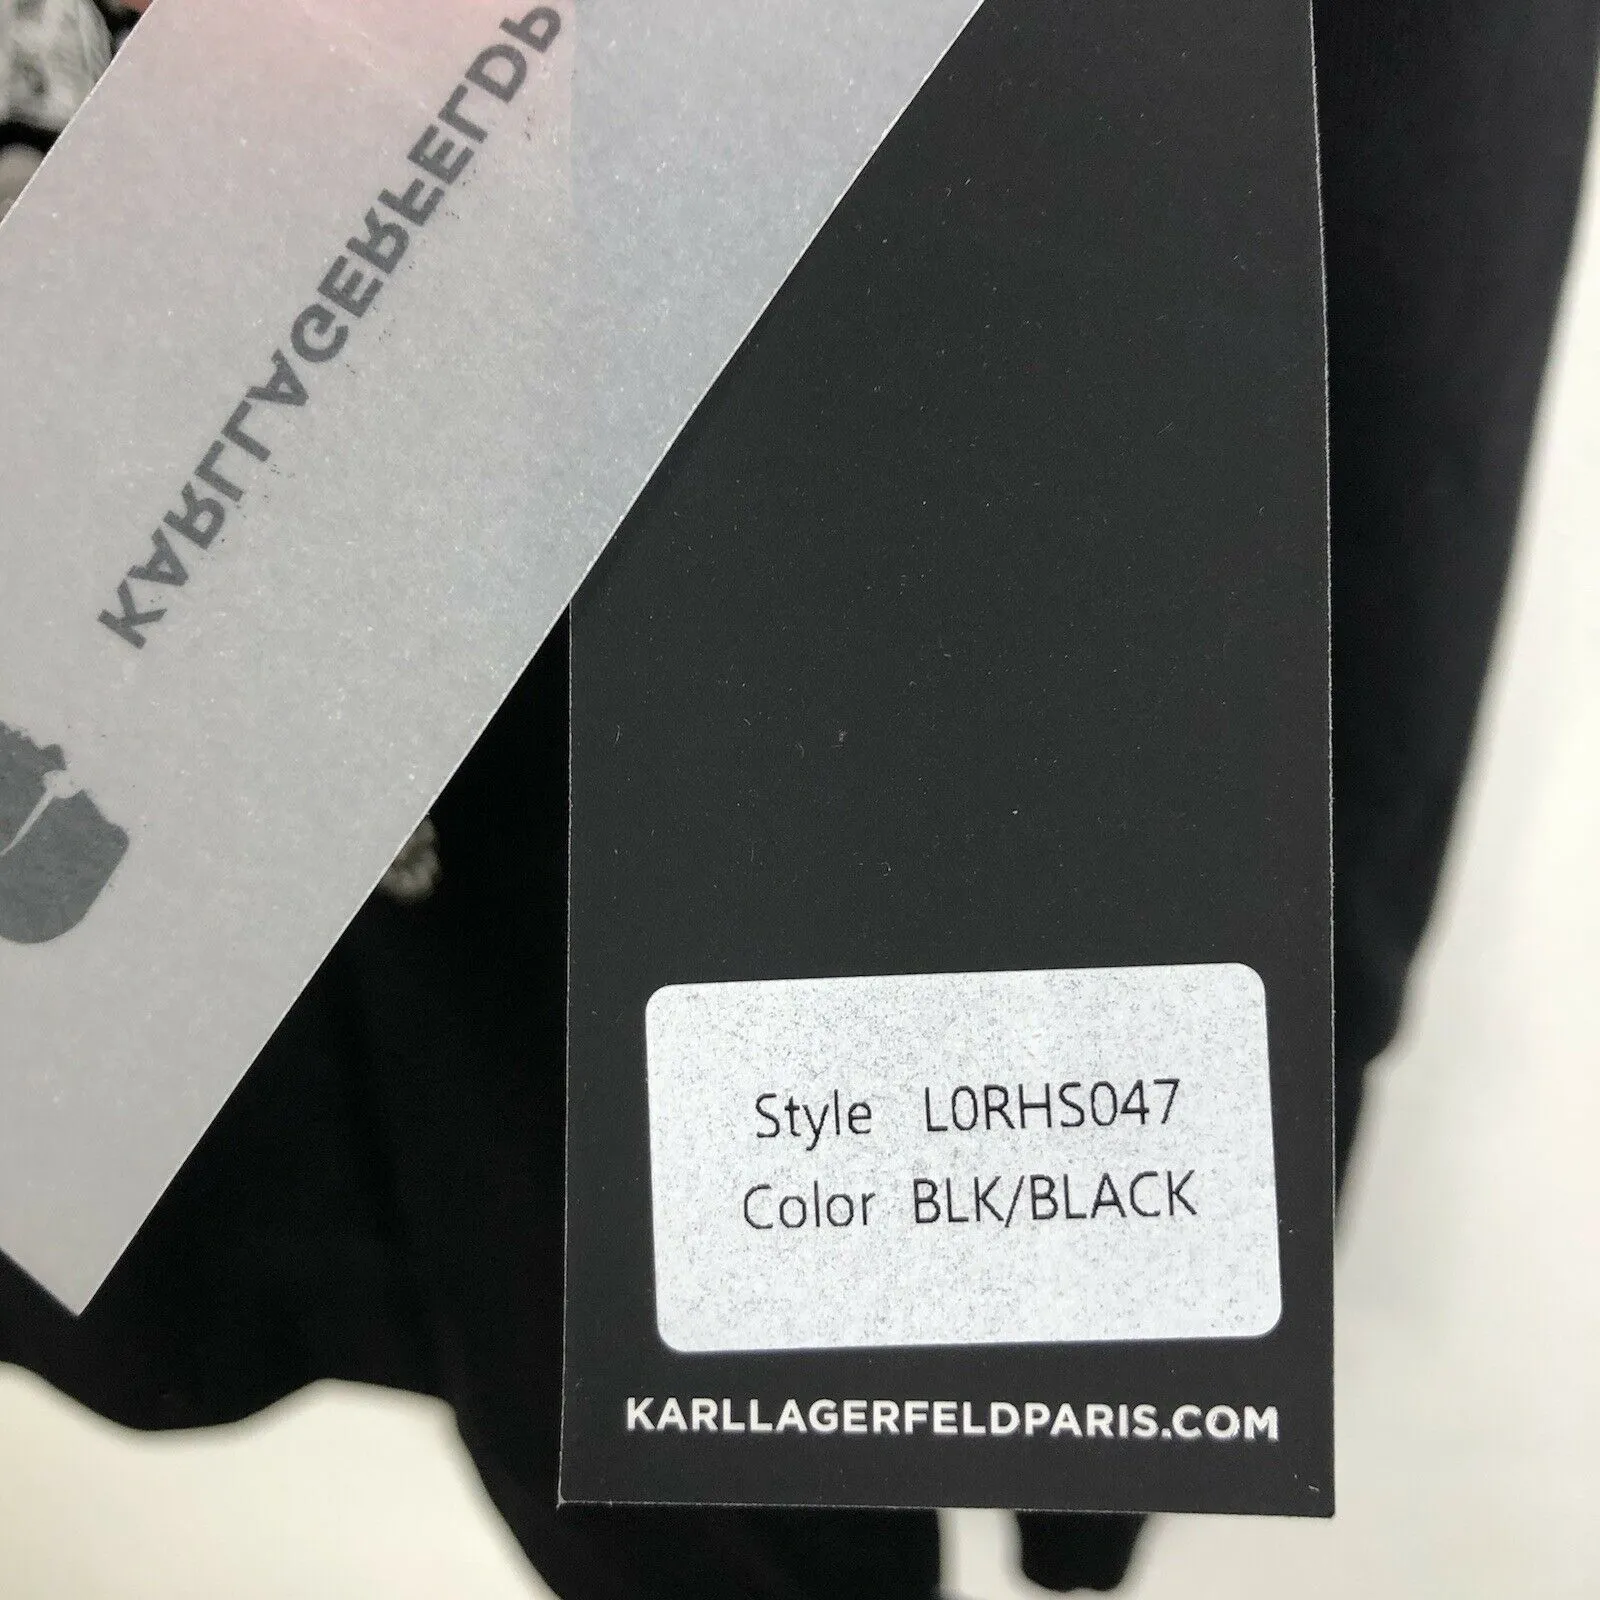 KARLLAGERFELDP
Style L0RHS047
Color BLK/BLACK
KARLLAGERFELDPARIS.COM